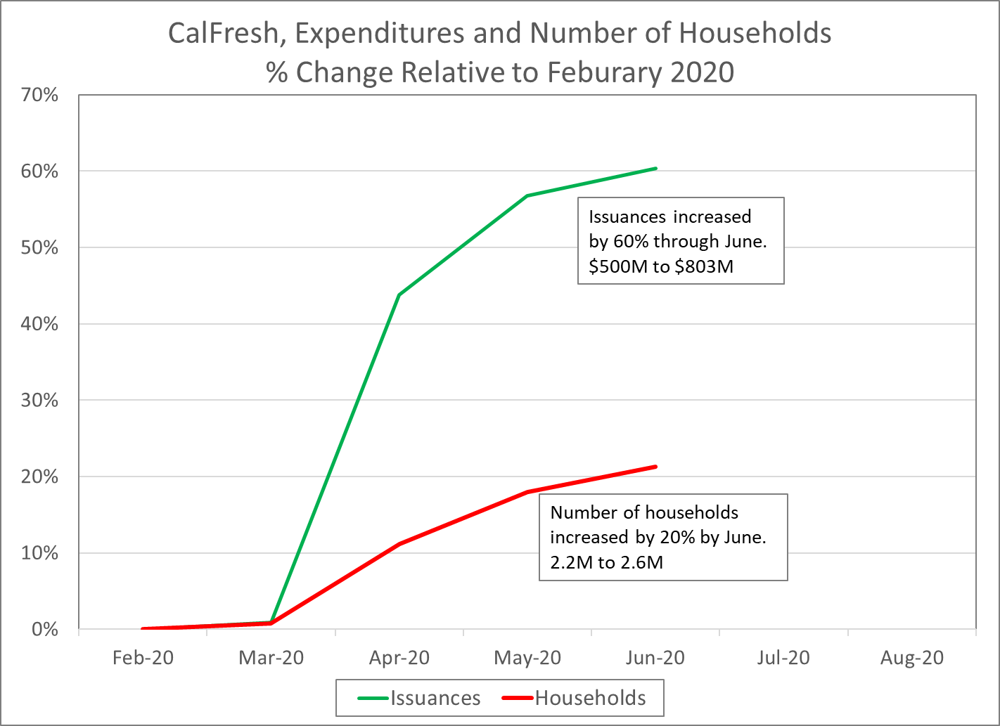 CalFresh, Expenditures and Number of Households
% Change Relative to Feburary 2020
70%
60%
50%
40%
30%
20%
10%
0%
Issuances increased
by 60% through June.
$500M to $803M
Number of households
increased by 20% by June.
2.2M to 2.6M
Feb-20 Mar-20 Apr-20 May-20 Jun-20 Jul-20 Aug-20
Issuances Households